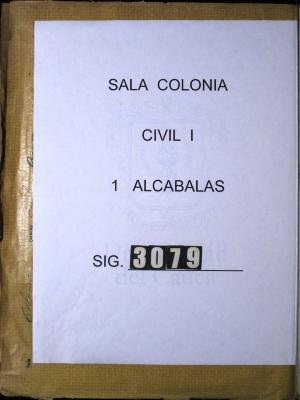 SALA COLONIA
CIVIL I
1 ALCABALAS
SIG. 3079